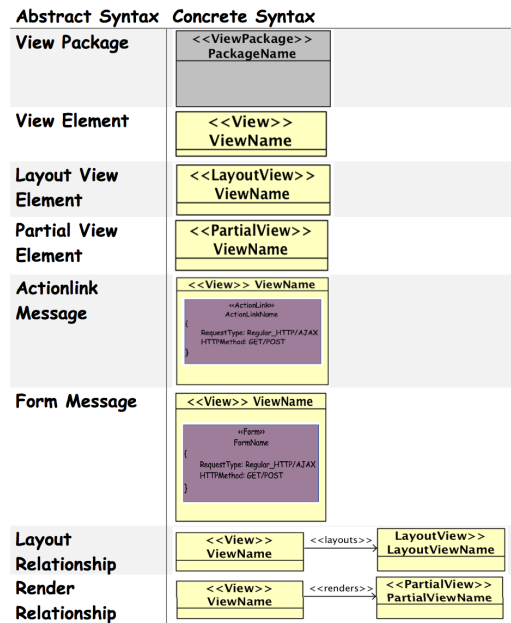 Abstract Syntax Concrete Syntax
View Package
<<ViewPackage>>
PackageName
View Element
<<View>>
ViewName
Layout View
Element
<<LayoutView>>
ViewName
Partial View
Element
<<PartialView>>
ViewName
Actionlink
Message
<<View>> ViewName
«ActionLink»
ActionLinkName
{
RequestType: Regular_HTTP/AJAX
HTTPMethod: GET/POST
}
Form Message
<<View>> ViewName
«Form»
FormName
{
RequestType: Regular_HTTP/AJAX
HTTPMethod: GET/POST
}
Layout
Relationship
<<View>>
ViewName
<<layouts>>
LayoutView>>
LayoutViewName
Render
Relationship
<<View>>
ViewName
<<renders>>
<<PartialView>>
PartialViewName